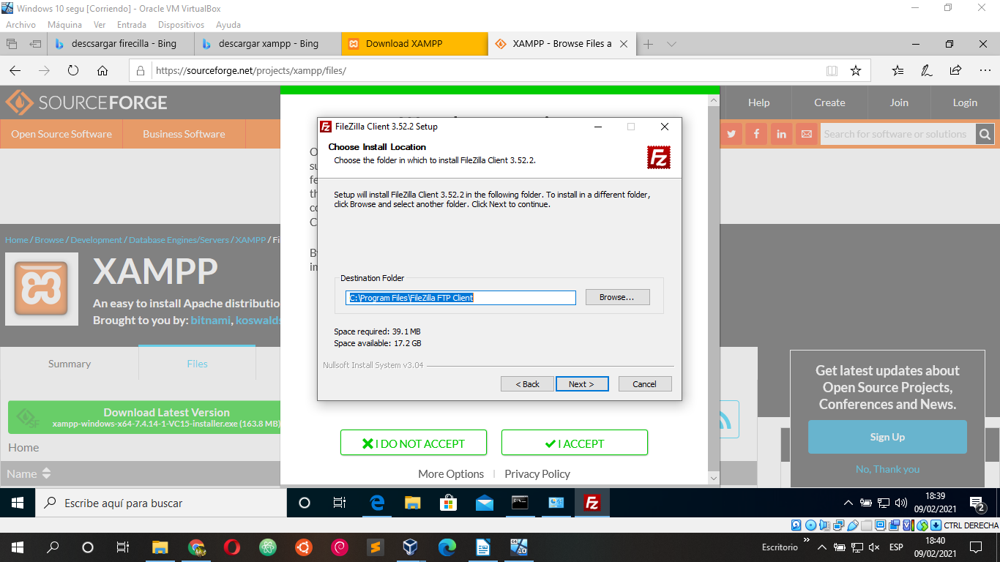 Windows 10 segu [Corriendo] - Oracle VM VirtualBox
Archivo Máquina Ver Entrada Dispositivos Ayuda
descsargar firecilla - Bing
descargar xampp - Bing
Download XAMPP
XAMPP - Browse Files a
https://sourceforge.net/projects/xampp/files/
SOURCEFORGE
Help Create Join Login
Open Source Software Business Software
Search for software or solutions
FileZilla Client 3.52.2 Setup
Choose Install Location
Choose the folder in which to install FileZilla Client 3.52.2.
Fz
Setup will install FileZilla Client 3.52.2 in the following folder. To install in a different folder,
click Browse and select another folder. Click Next to continue.
Destination Folder
C:\Program Files\FileZilla FTP Client
Browse...
Space required: 39.1 MB
Space available: 17.2 GB
Nullsoft Install System v3.04
< Back Next > Cancel
Home / Browse / Development / Database Engines/Servers / XAMPP / Fi
XAMPP
An easy to install Apache distributio
Brought to you by: bitnami, koswalds
Summary Files
Download Latest Version
xampp-windows-x64-7.4.14-1-VC15-installer.exe (163.8 MB)
Home
Name
I DO NOT ACCEPT
I ACCEPT
More Options | Privacy Policy
Get latest updates about
Open Source Projects,
Conferences and News.
Sign Up
No, Thank you
Escribe aquí para buscar
18:39
09/02/2021
2
CTRL DERECHA
Escritorio
ESP
18:40
09/02/2021